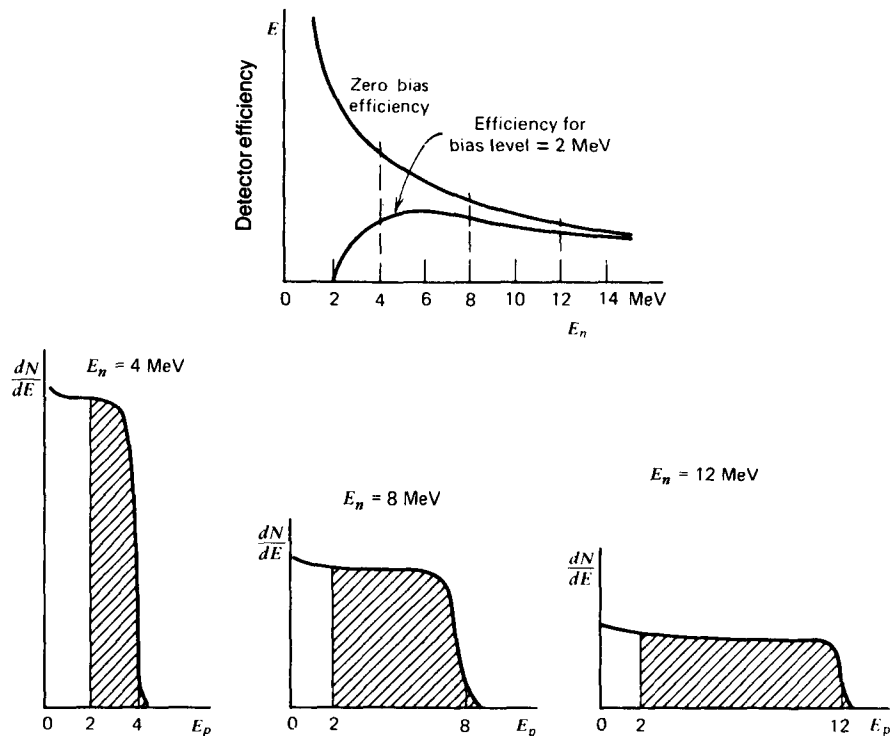 E
Detector efficiency
Zero bias
efficiency
Efficiency for
bias level = 2 MeV
0 2 4 6 8 10 12 14 MeV
E_n
dN
dE
E_n = 4 MeV
0 2 4 E_p
E_n = 8 MeV
dN
dE
0 2 8 E_p
E_n = 12 MeV
dN
dE
0 2 12 E_p